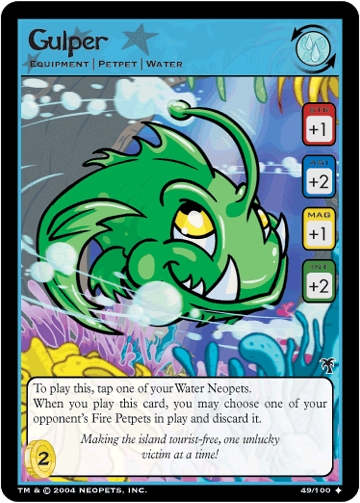 Gulper
EQUIPMENT | PETPET | WATER
STR
+1
AGI
+2
MAG
+1
INT
+2
To play this, tap one of your Water Neopets.
When you play this card, you may choose one of your
opponent's Fire Petpets in play and discard it.
Making the island tourist-free, one unlucky
victim at a time!
2
TM & © 2004 NEOPETS, INC.
49/100